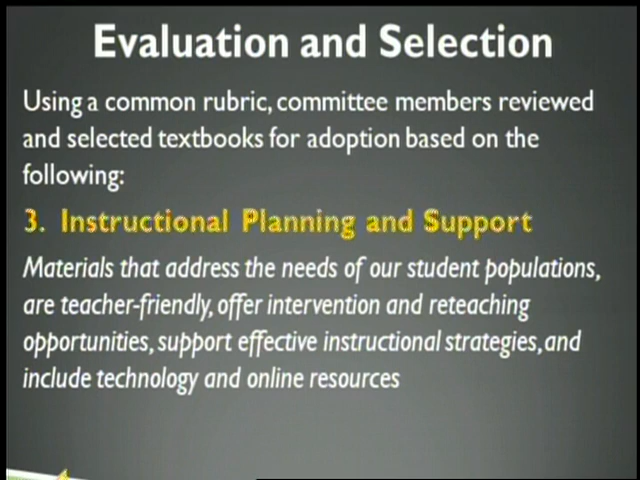 Evaluation and Selection
Using a common rubric, committee members reviewed
and selected textbooks for adoption based on the
following:
3. Instructional Planning and Support
Materials that address the needs of our student populations,
are teacher-friendly, offer intervention and reteaching
opportunities, support effective instructional strategies, and
include technology and online resources